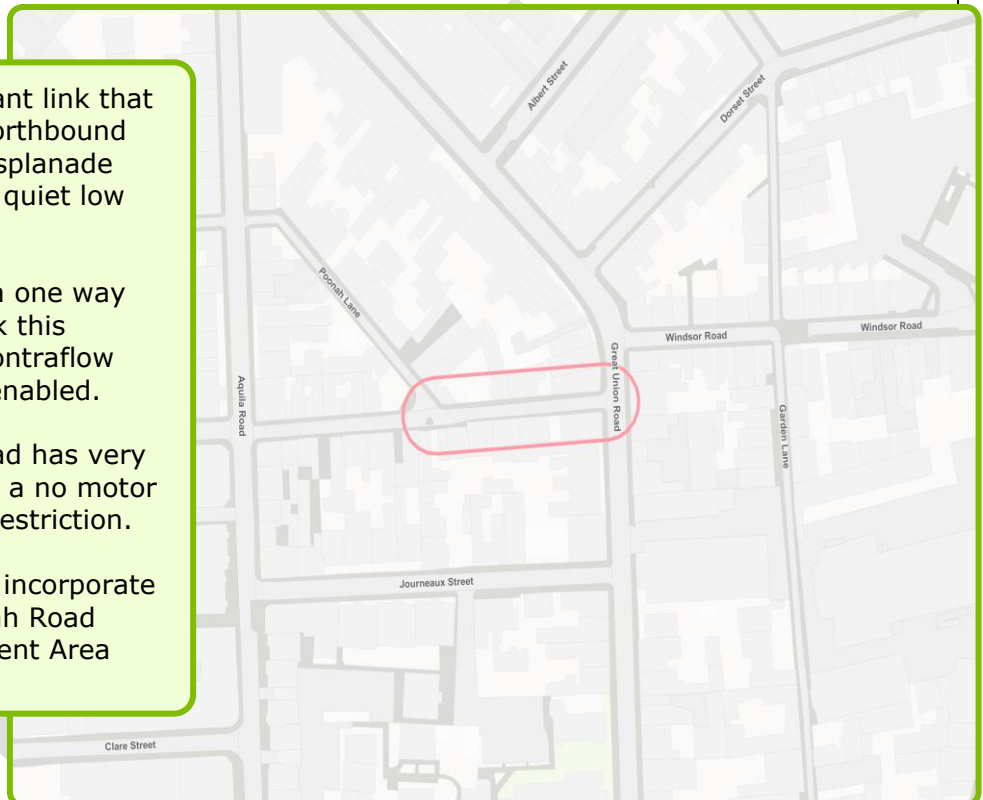 ant link that
orthbound
splanade
quiet low
one way
k this
ontraflow
enabled.
ad has very
a no motor
restriction.
incorporate
gh Road
ent Area
Albert Street
Dorset Street
Poonah Lane
Windsor Road
Windsor Road
Great Union Road
Aquila Road
Garden Lane
Journeaux Street
Clare Street